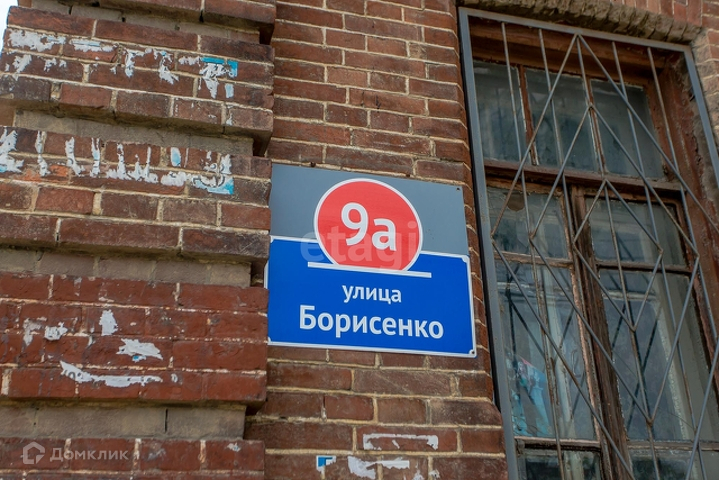 9а
etagi
улица
Борисенко
Домклик